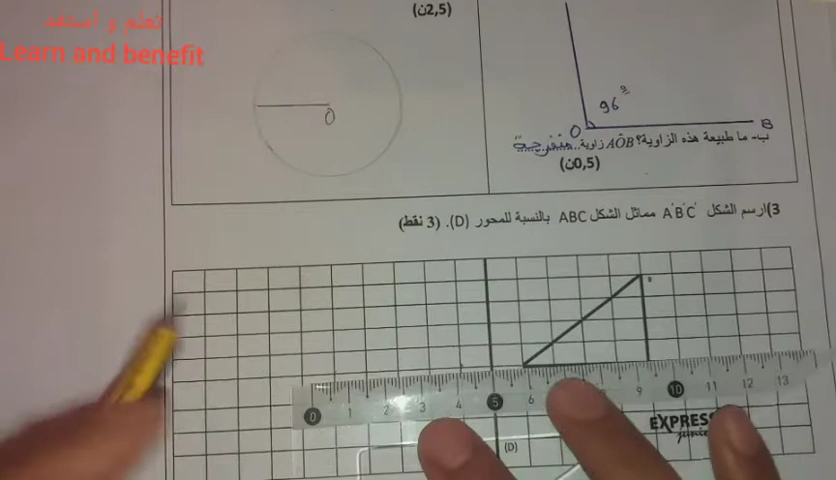 تعلم و استفد
Learn and benefit
(2,5ن)
O
96°
O
B
ب- ما طبيعة هذه الزاوية؟ AÔB زاوية..منفرجة
(0,5ن)
3)ارسم الشكل A'B'C' مماثل الشكل ABC بالنسبة للمحور (D) . (3 نقط)
0 1 2 3 4 5 6 9 10 11 12 13
EXPRESS
junior
(D)